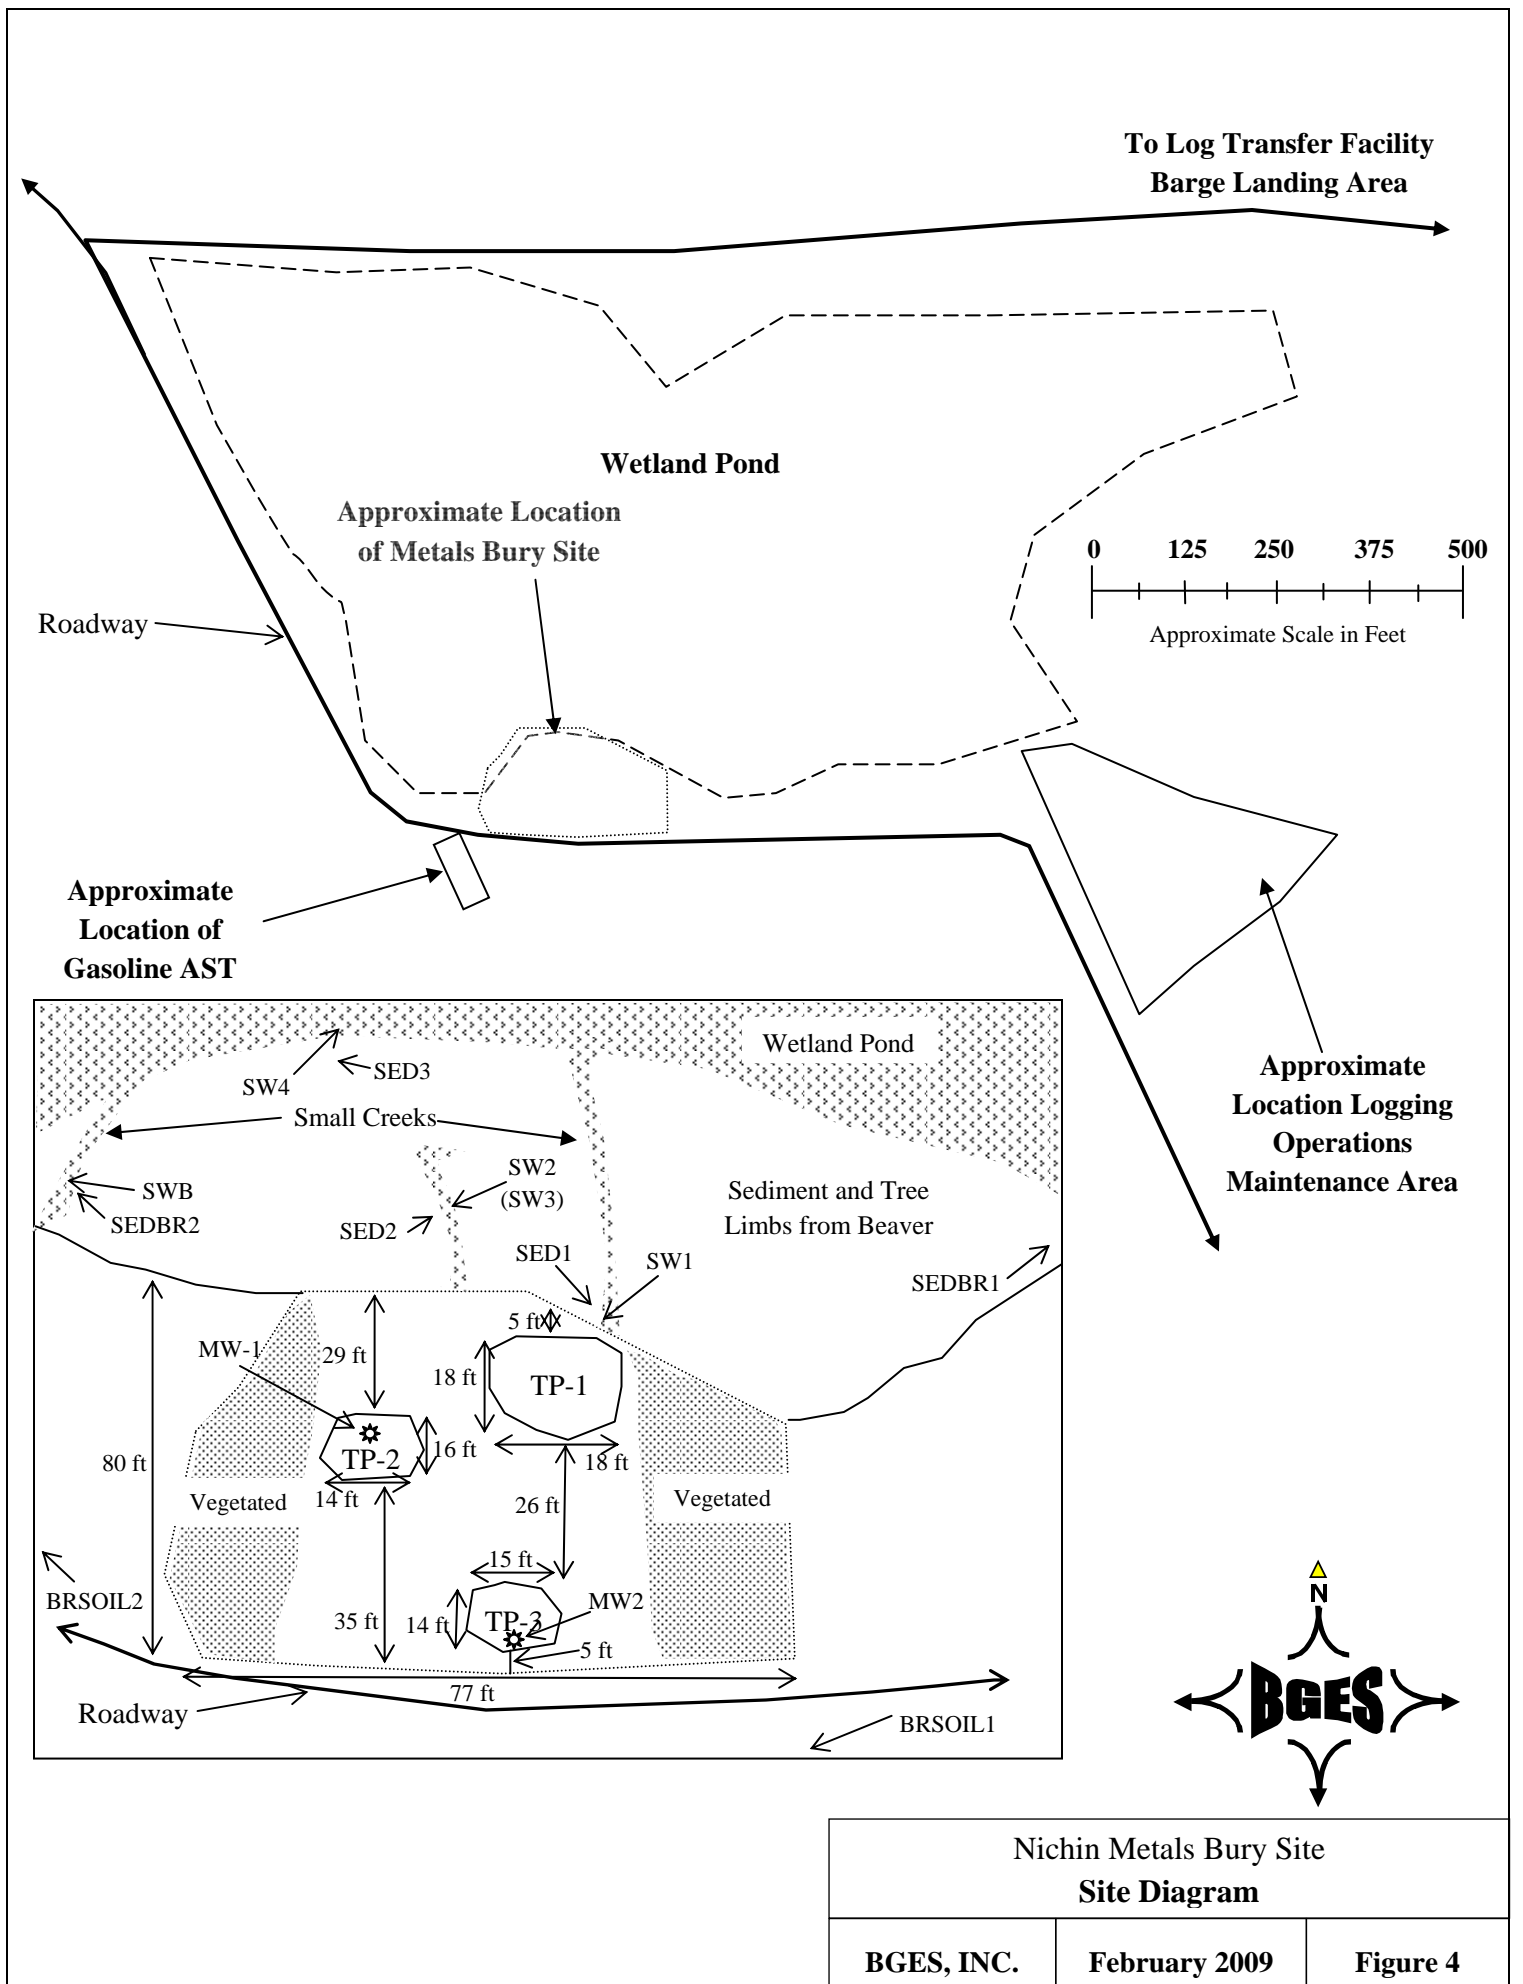 To Log Transfer Facility
Barge Landing Area
Wetland Pond
Approximate Location
of Metals Bury Site
0 125 250 375 500
Approximate Scale in Feet
Roadway
Approximate
Location of
Gasoline AST
Approximate
Location Logging
Operations
Maintenance Area
Wetland Pond
SW4
SED3
Small Creeks
SWB
SEDBR2
SW2
(SW3)
SED2
SED1
SW1
Sediment and Tree
Limbs from Beaver
SEDBR1
5 ft
MW-1
29 ft
18 ft
TP-1
80 ft
TP-2
16 ft
18 ft
Vegetated
14 ft
26 ft
Vegetated
15 ft
BRSOIL2
35 ft
14 ft
TP-3
MW2
5 ft
77 ft
Roadway
BRSOIL1
N
BGES
Nichin Metals Bury Site
Site Diagram
BGES, INC. February 2009 Figure 4